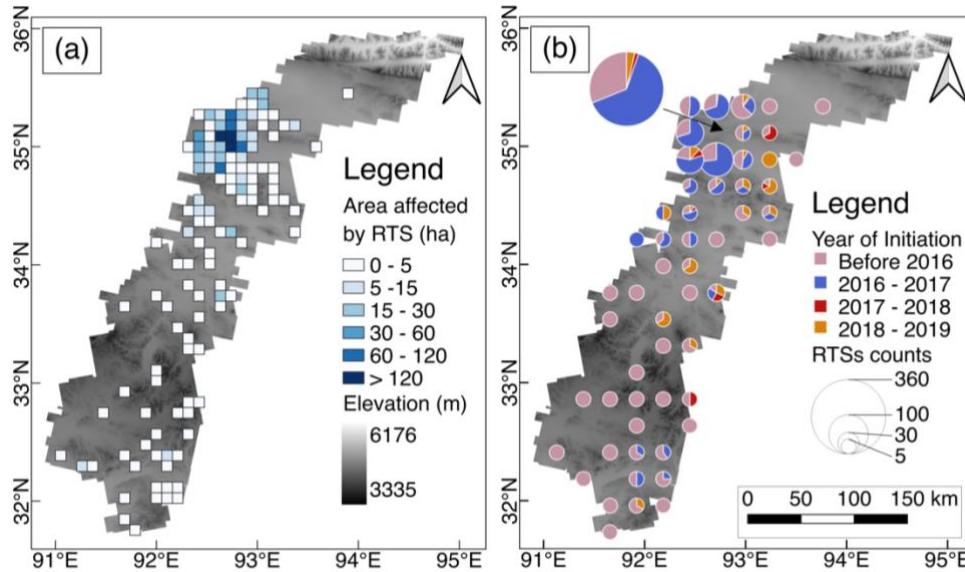 (a)
36°N
35°N
34°N
33°N
32°N
91°E
92°E
93°E
94°E
95°E
Legend
Area affected
by RTS (ha)
0 - 5
5 -15
15 - 30
30 - 60
60 - 120
> 120
Elevation (m)
6176
3335
(b)
36°N
35°N
34°N
33°N
32°N
91°E
92°E
93°E
94°E
95°E
Legend
Year of Initiation
Before 2016
2016 - 2017
2017 - 2018
2018 - 2019
RTSs counts
360
100
30
5
0 50 100 150 km